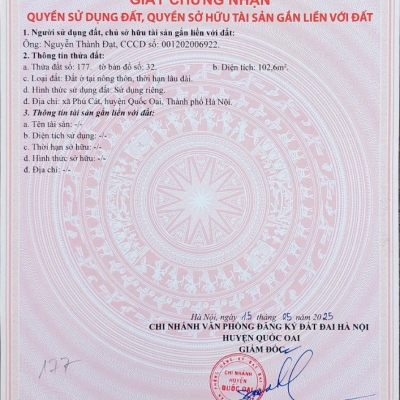 GIẤY CHỨNG NHẬN
QUYỀN SỬ DỤNG ĐẤT, QUYỀN SỞ HỮU TÀI SẢN GẮN LIỀN VỚI ĐẤT
1. Người sử dụng đất, chủ sở hữu tài sản gắn liền với đất:
Ông: Nguyễn Thành Đạt, CCCD số: 001202006922.
2. Thông tin thửa đất:
a. Thửa đất số: 177. tờ bản đồ số: 32. b. Diện tích: 102,6m².
c. Loại đất: Đất ở tại nông thôn, thời hạn lâu dài.
d. Hình thức sử dụng đất: Sử dụng riêng.
đ. Địa chỉ: xã Phú Cát, huyện Quốc Oai, Thành phố Hà Nội.
3. Thông tin tài sản gắn liền với đất:
a. Tên tài sản: -/-
b. Diện tích sử dụng: -/-
c. Thời hạn sở hữu: -/-
d. Hình thức sở hữu: -/-
đ. Địa chỉ: -/-
Hà Nội, ngày 15 tháng 05 năm 2025
CHI NHÁNH VĂN PHÒNG ĐĂNG KÝ ĐẤT ĐAI HÀ NỘI
HUYỆN QUỐC OAI
GIÁM ĐỐC
CHI NHÁNH
HUYỆN
QUỐC OAI
177